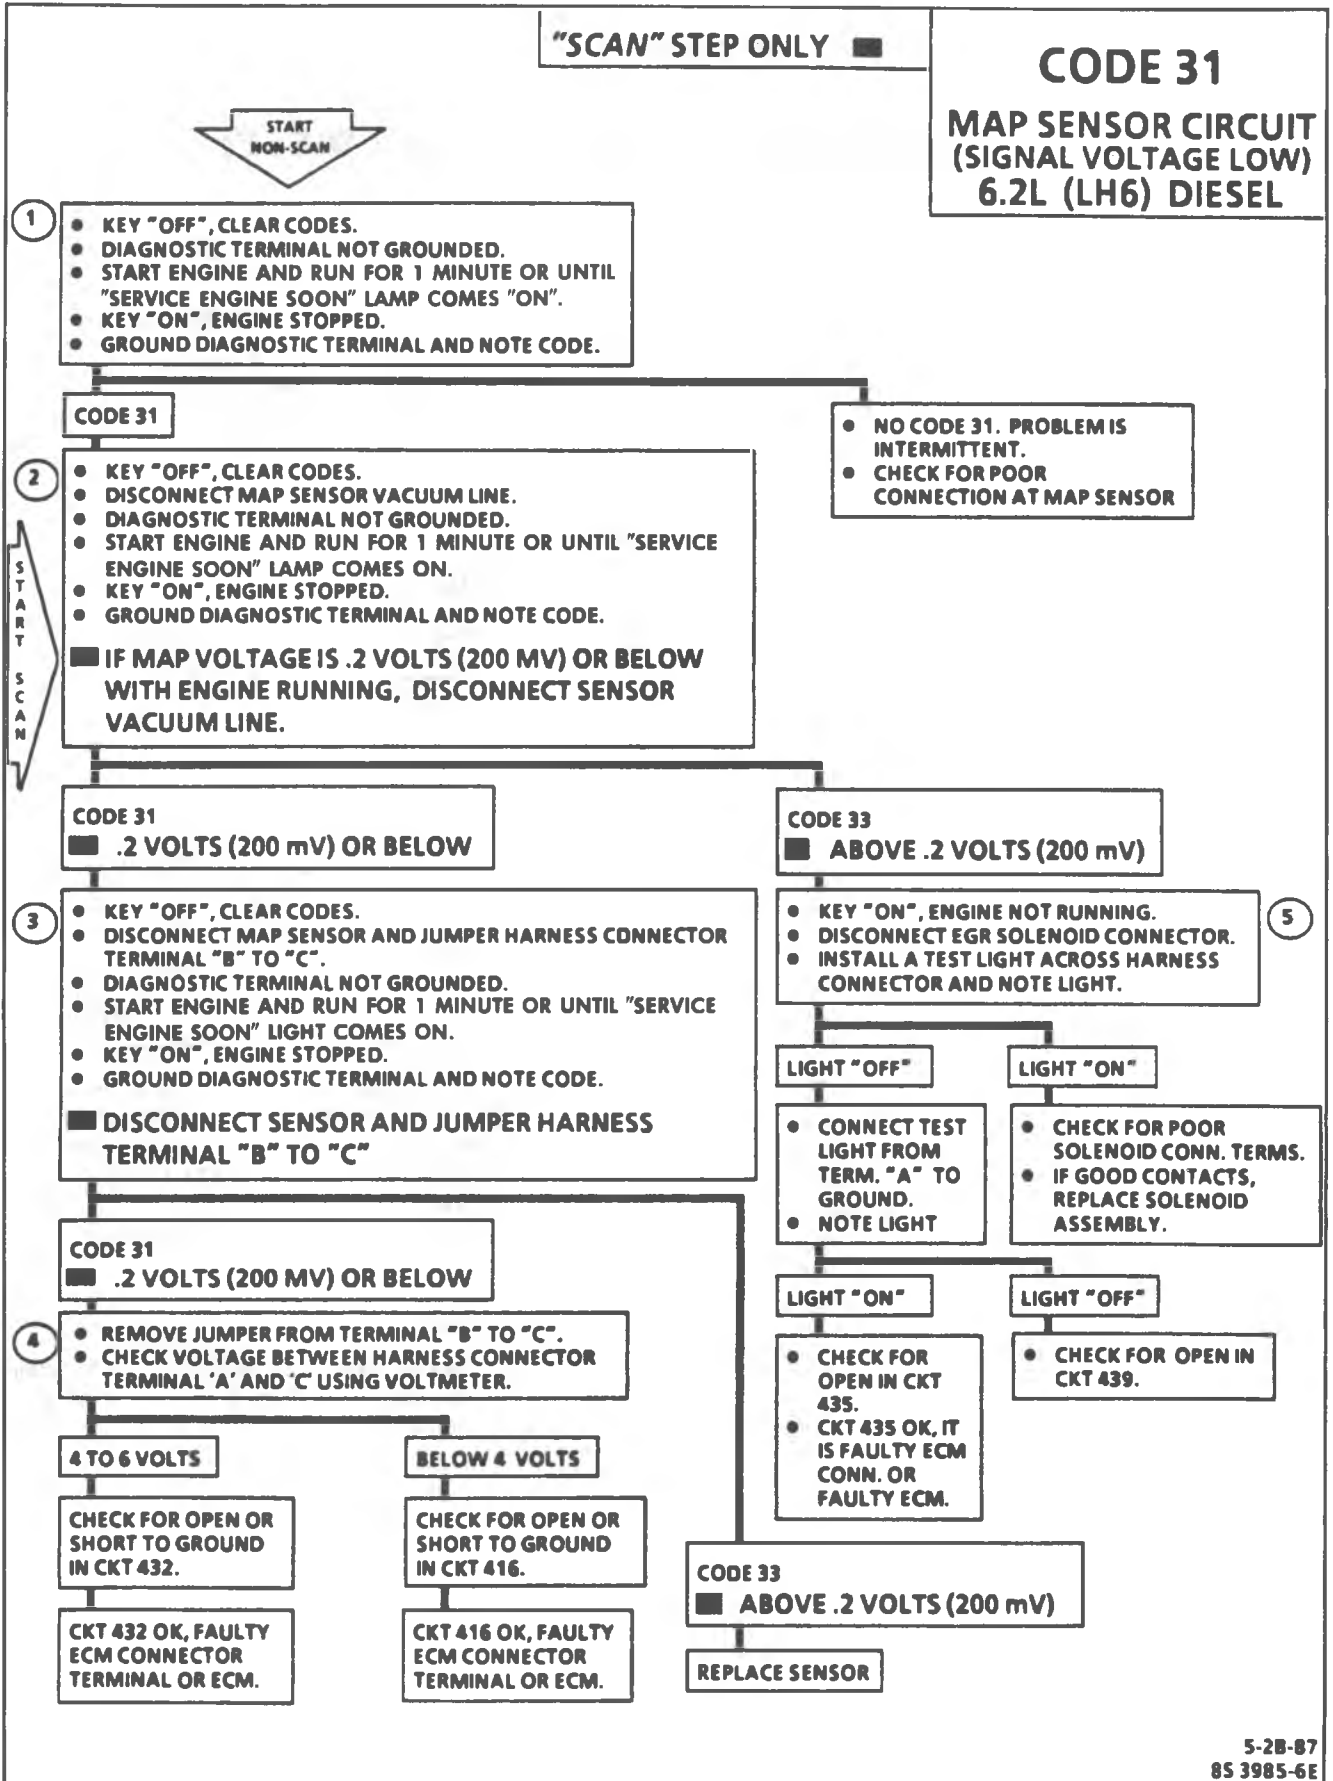 "SCAN" STEP ONLY
CODE 31
MAP SENSOR CIRCUIT
(SIGNAL VOLTAGE LOW)
6.2L (LH6) DIESEL
START
NON-SCAN
1
• KEY "OFF", CLEAR CODES.
• DIAGNOSTIC TERMINAL NOT GROUNDED.
• START ENGINE AND RUN FOR 1 MINUTE OR UNTIL
"SERVICE ENGINE SOON" LAMP COMES "ON".
• KEY "ON", ENGINE STOPPED.
• GROUND DIAGNOSTIC TERMINAL AND NOTE CODE.
CODE 31
• NO CODE 31. PROBLEM IS
INTERMITTENT.
• CHECK FOR POOR
CONNECTION AT MAP SENSOR
2
START SCAN
• KEY "OFF", CLEAR CODES.
• DISCONNECT MAP SENSOR VACUUM LINE.
• DIAGNOSTIC TERMINAL NOT GROUNDED.
• START ENGINE AND RUN FOR 1 MINUTE OR UNTIL "SERVICE
ENGINE SOON" LAMP COMES ON.
• KEY "ON", ENGINE STOPPED.
• GROUND DIAGNOSTIC TERMINAL AND NOTE CODE.
IF MAP VOLTAGE IS .2 VOLTS (200 MV) OR BELOW
WITH ENGINE RUNNING, DISCONNECT SENSOR
VACUUM LINE.
CODE 31
.2 VOLTS (200 mV) OR BELOW
CODE 33
ABOVE .2 VOLTS (200 mV)
3
• KEY "OFF", CLEAR CODES.
• DISCONNECT MAP SENSOR AND JUMPER HARNESS CONNECTOR
TERMINAL "B" TO "C".
• DIAGNOSTIC TERMINAL NOT GROUNDED.
• START ENGINE AND RUN FOR 1 MINUTE OR UNTIL "SERVICE
ENGINE SOON" LIGHT COMES ON.
• KEY "ON", ENGINE STOPPED.
• GROUND DIAGNOSTIC TERMINAL AND NOTE CODE.
DISCONNECT SENSOR AND JUMPER HARNESS
TERMINAL "B" TO "C"
5
• KEY "ON", ENGINE NOT RUNNING.
• DISCONNECT EGR SOLENOID CONNECTOR.
• INSTALL A TEST LIGHT ACROSS HARNESS
CONNECTOR AND NOTE LIGHT.
LIGHT "OFF"
LIGHT "ON"
• CONNECT TEST
LIGHT FROM
TERM. "A" TO
GROUND.
• NOTE LIGHT
• CHECK FOR POOR
SOLENOID CONN. TERMS.
• IF GOOD CONTACTS,
REPLACE SOLENOID
ASSEMBLY.
CODE 31
.2 VOLTS (200 MV) OR BELOW
LIGHT "ON"
LIGHT "OFF"
4
• REMOVE JUMPER FROM TERMINAL "B" TO "C".
• CHECK VOLTAGE BETWEEN HARNESS CONNECTOR
TERMINAL 'A' AND 'C' USING VOLTMETER.
• CHECK FOR
OPEN IN CKT
435.
• CKT 435 OK, IT
IS FAULTY ECM
CONN. OR
FAULTY ECM.
• CHECK FOR OPEN IN
CKT 439.
4 TO 6 VOLTS
BELOW 4 VOLTS
CHECK FOR OPEN OR
SHORT TO GROUND
IN CKT 432.
CHECK FOR OPEN OR
SHORT TO GROUND
IN CKT 416.
CODE 33
ABOVE .2 VOLTS (200 mV)
CKT 432 OK, FAULTY
ECM CONNECTOR
TERMINAL OR ECM.
CKT 416 OK, FAULTY
ECM CONNECTOR
TERMINAL OR ECM.
REPLACE SENSOR
5-28-87
8S 3985-6E